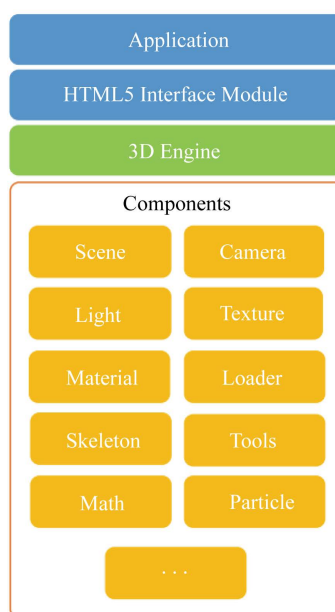 Application
HTML5 Interface Module
3D Engine
Components
Scene
Camera
Light
Texture
Material
Loader
Skeleton
Tools
Math
Particle
. . .